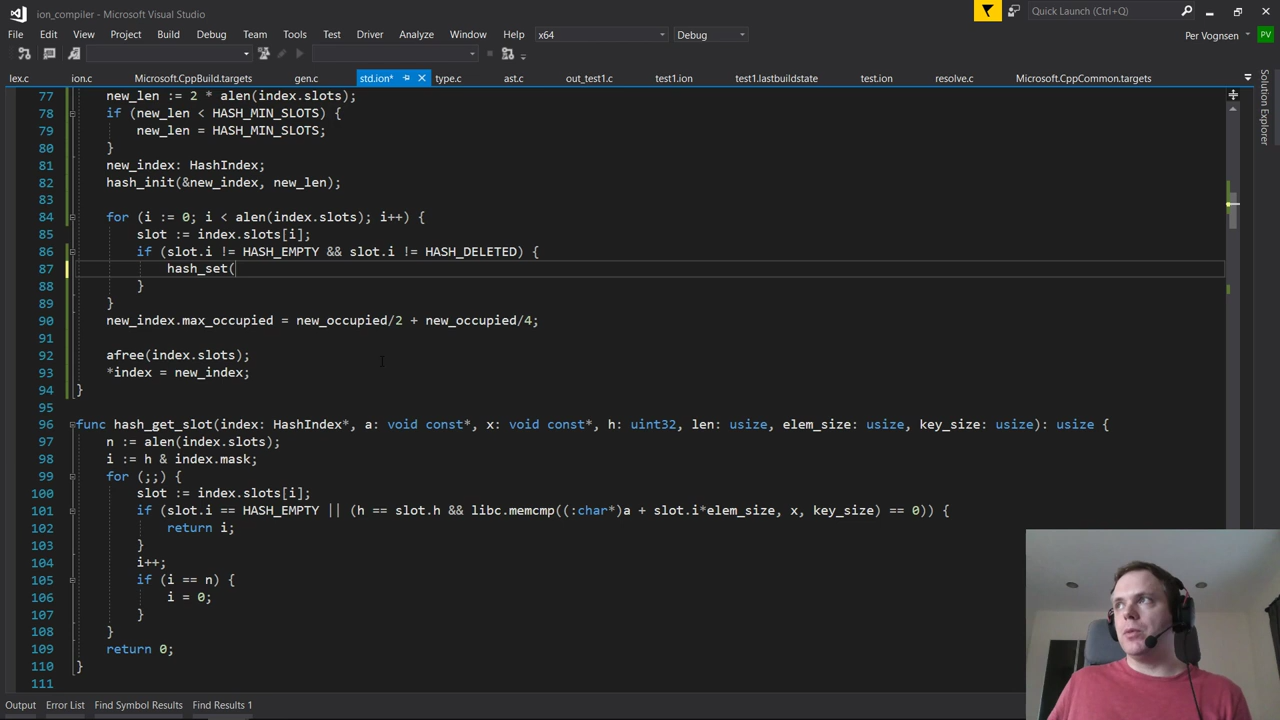 ion_compiler - Microsoft Visual Studio
Quick Launch (Ctrl+Q)
File Edit View Project Build Debug Team Tools Test Driver Analyze Window Help x64 Debug Per Vognsen PV
lex.c ion.c Microsoft.CppBuild.targets gen.c std.ion* type.c ast.c out_test1.c test1.ion test1.lastbuildstate test.ion resolve.c Microsoft.CppCommon.targets
Solution Explorer
77 new_len := 2 * alen(index.slots);
78 if (new_len < HASH_MIN_SLOTS) {
79 new_len = HASH_MIN_SLOTS;
80 }
81 new_index: HashIndex;
82 hash_init(&new_index, new_len);
83
84 for (i := 0; i < alen(index.slots); i++) {
85 slot := index.slots[i];
86 if (slot.i != HASH_EMPTY && slot.i != HASH_DELETED) {
87 hash_set(
88 }
89 }
90 new_index.max_occupied = new_occupied/2 + new_occupied/4;
91
92 afree(index.slots);
93 *index = new_index;
94 }
95
96 func hash_get_slot(index: HashIndex*, a: void const*, x: void const*, h: uint32, len: usize, elem_size: usize, key_size: usize): usize {
97 n := alen(index.slots);
98 i := h & index.mask;
99 for (;;) {
100 slot := index.slots[i];
101 if (slot.i == HASH_EMPTY || (h == slot.h && libc.memcmp((:char*)a + slot.i*elem_size, x, key_size) == 0)) {
102 return i;
103 }
104 i++;
105 if (i == n) {
106 i = 0;
107 }
108 }
109 return 0;
110 }
111
Output Error List Find Symbol Results Find Results 1